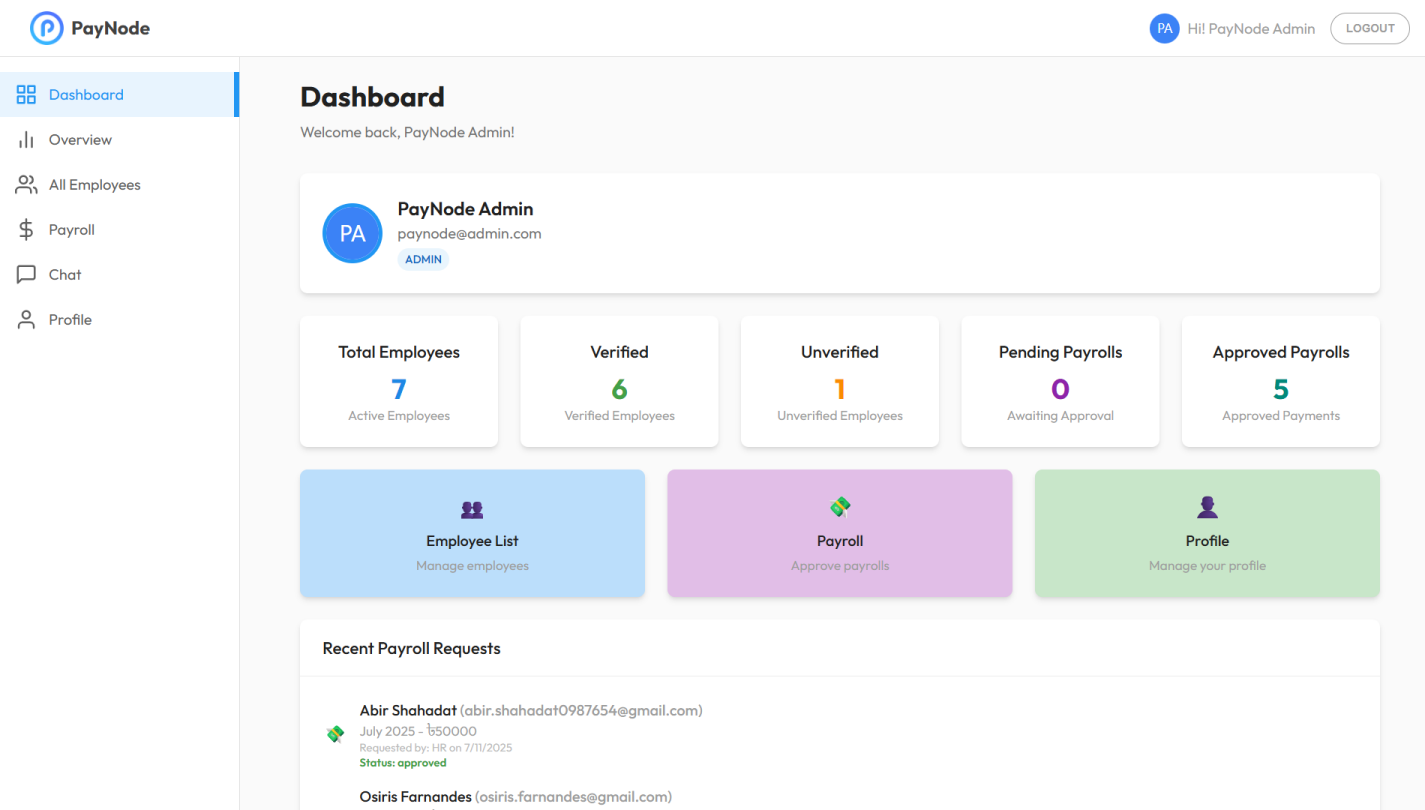 PayNode
PA Hi! PayNode Admin LOGOUT
Dashboard
Overview
All Employees
Payroll
Chat
Profile
Dashboard
Welcome back, PayNode Admin!
PA
PayNode Admin
paynode@admin.com
ADMIN
Total Employees
7
Active Employees
Verified
6
Verified Employees
Unverified
1
Unverified Employees
Pending Payrolls
0
Awaiting Approval
Approved Payrolls
5
Approved Payments
Employee List
Manage employees
Payroll
Approve payrolls
Profile
Manage your profile
Recent Payroll Requests
Abir Shahadat (abir.shahadat0987654@gmail.com)
July 2025 - ৳50000
Requested by: HR on 7/11/2025
Status: approved
Osiris Farnandes (osiris.farnandes@gmail.com)